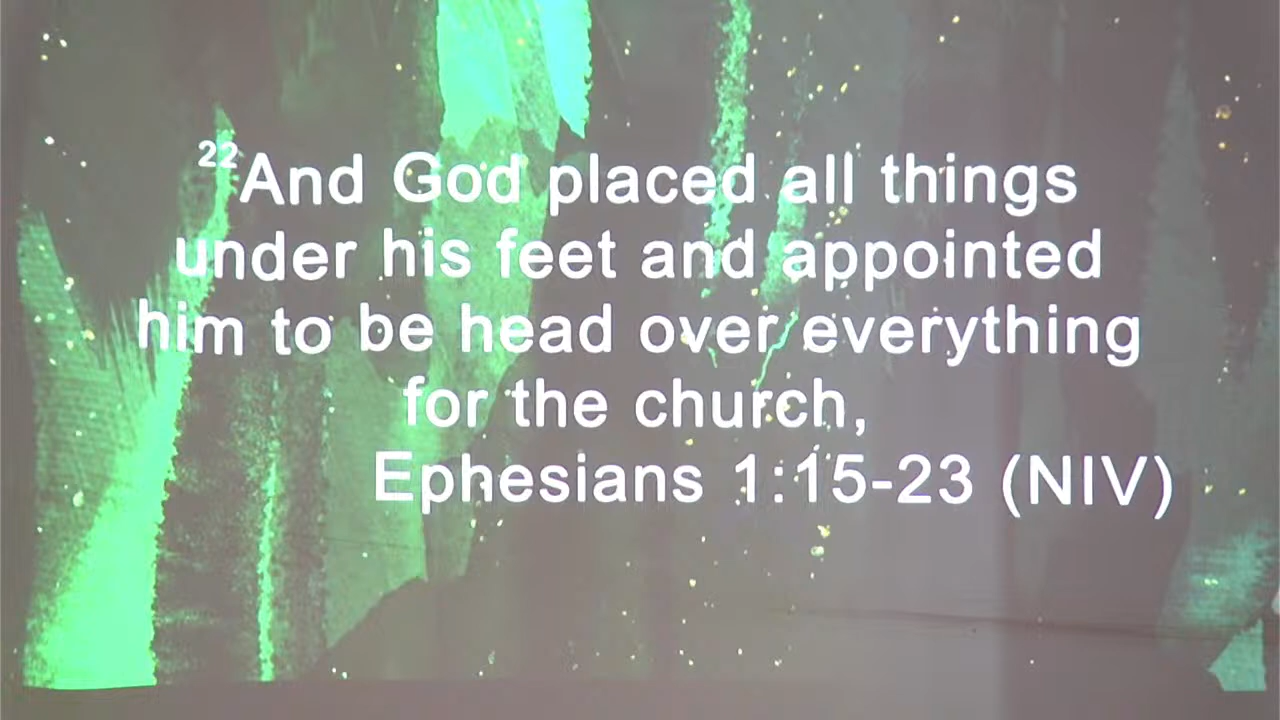 22And God placed all things
under his feet and appointed
him to be head over everything
for the church,
Ephesians 1:15-23 (NIV)